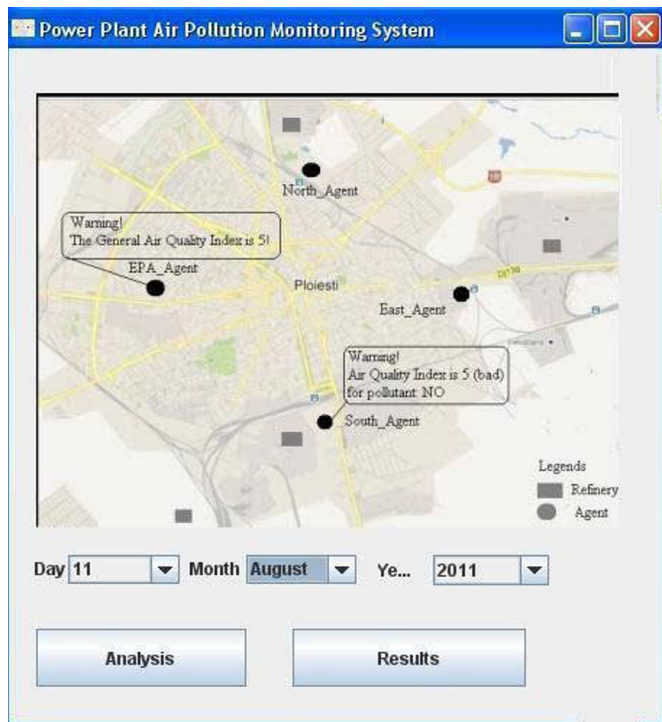 Power Plant Air Pollution Monitoring System
North_Agent
Warning!
The General Air Quality Index is 5!
EPA_Agent
Ploiesti
DJ139
East_Agent
Warning!
Air Quality Index is 5 (bad)
for pollutant: NO
South_Agent
Legends
Refinery
Agent
Day 11 Month August Ye... 2011
Analysis Results